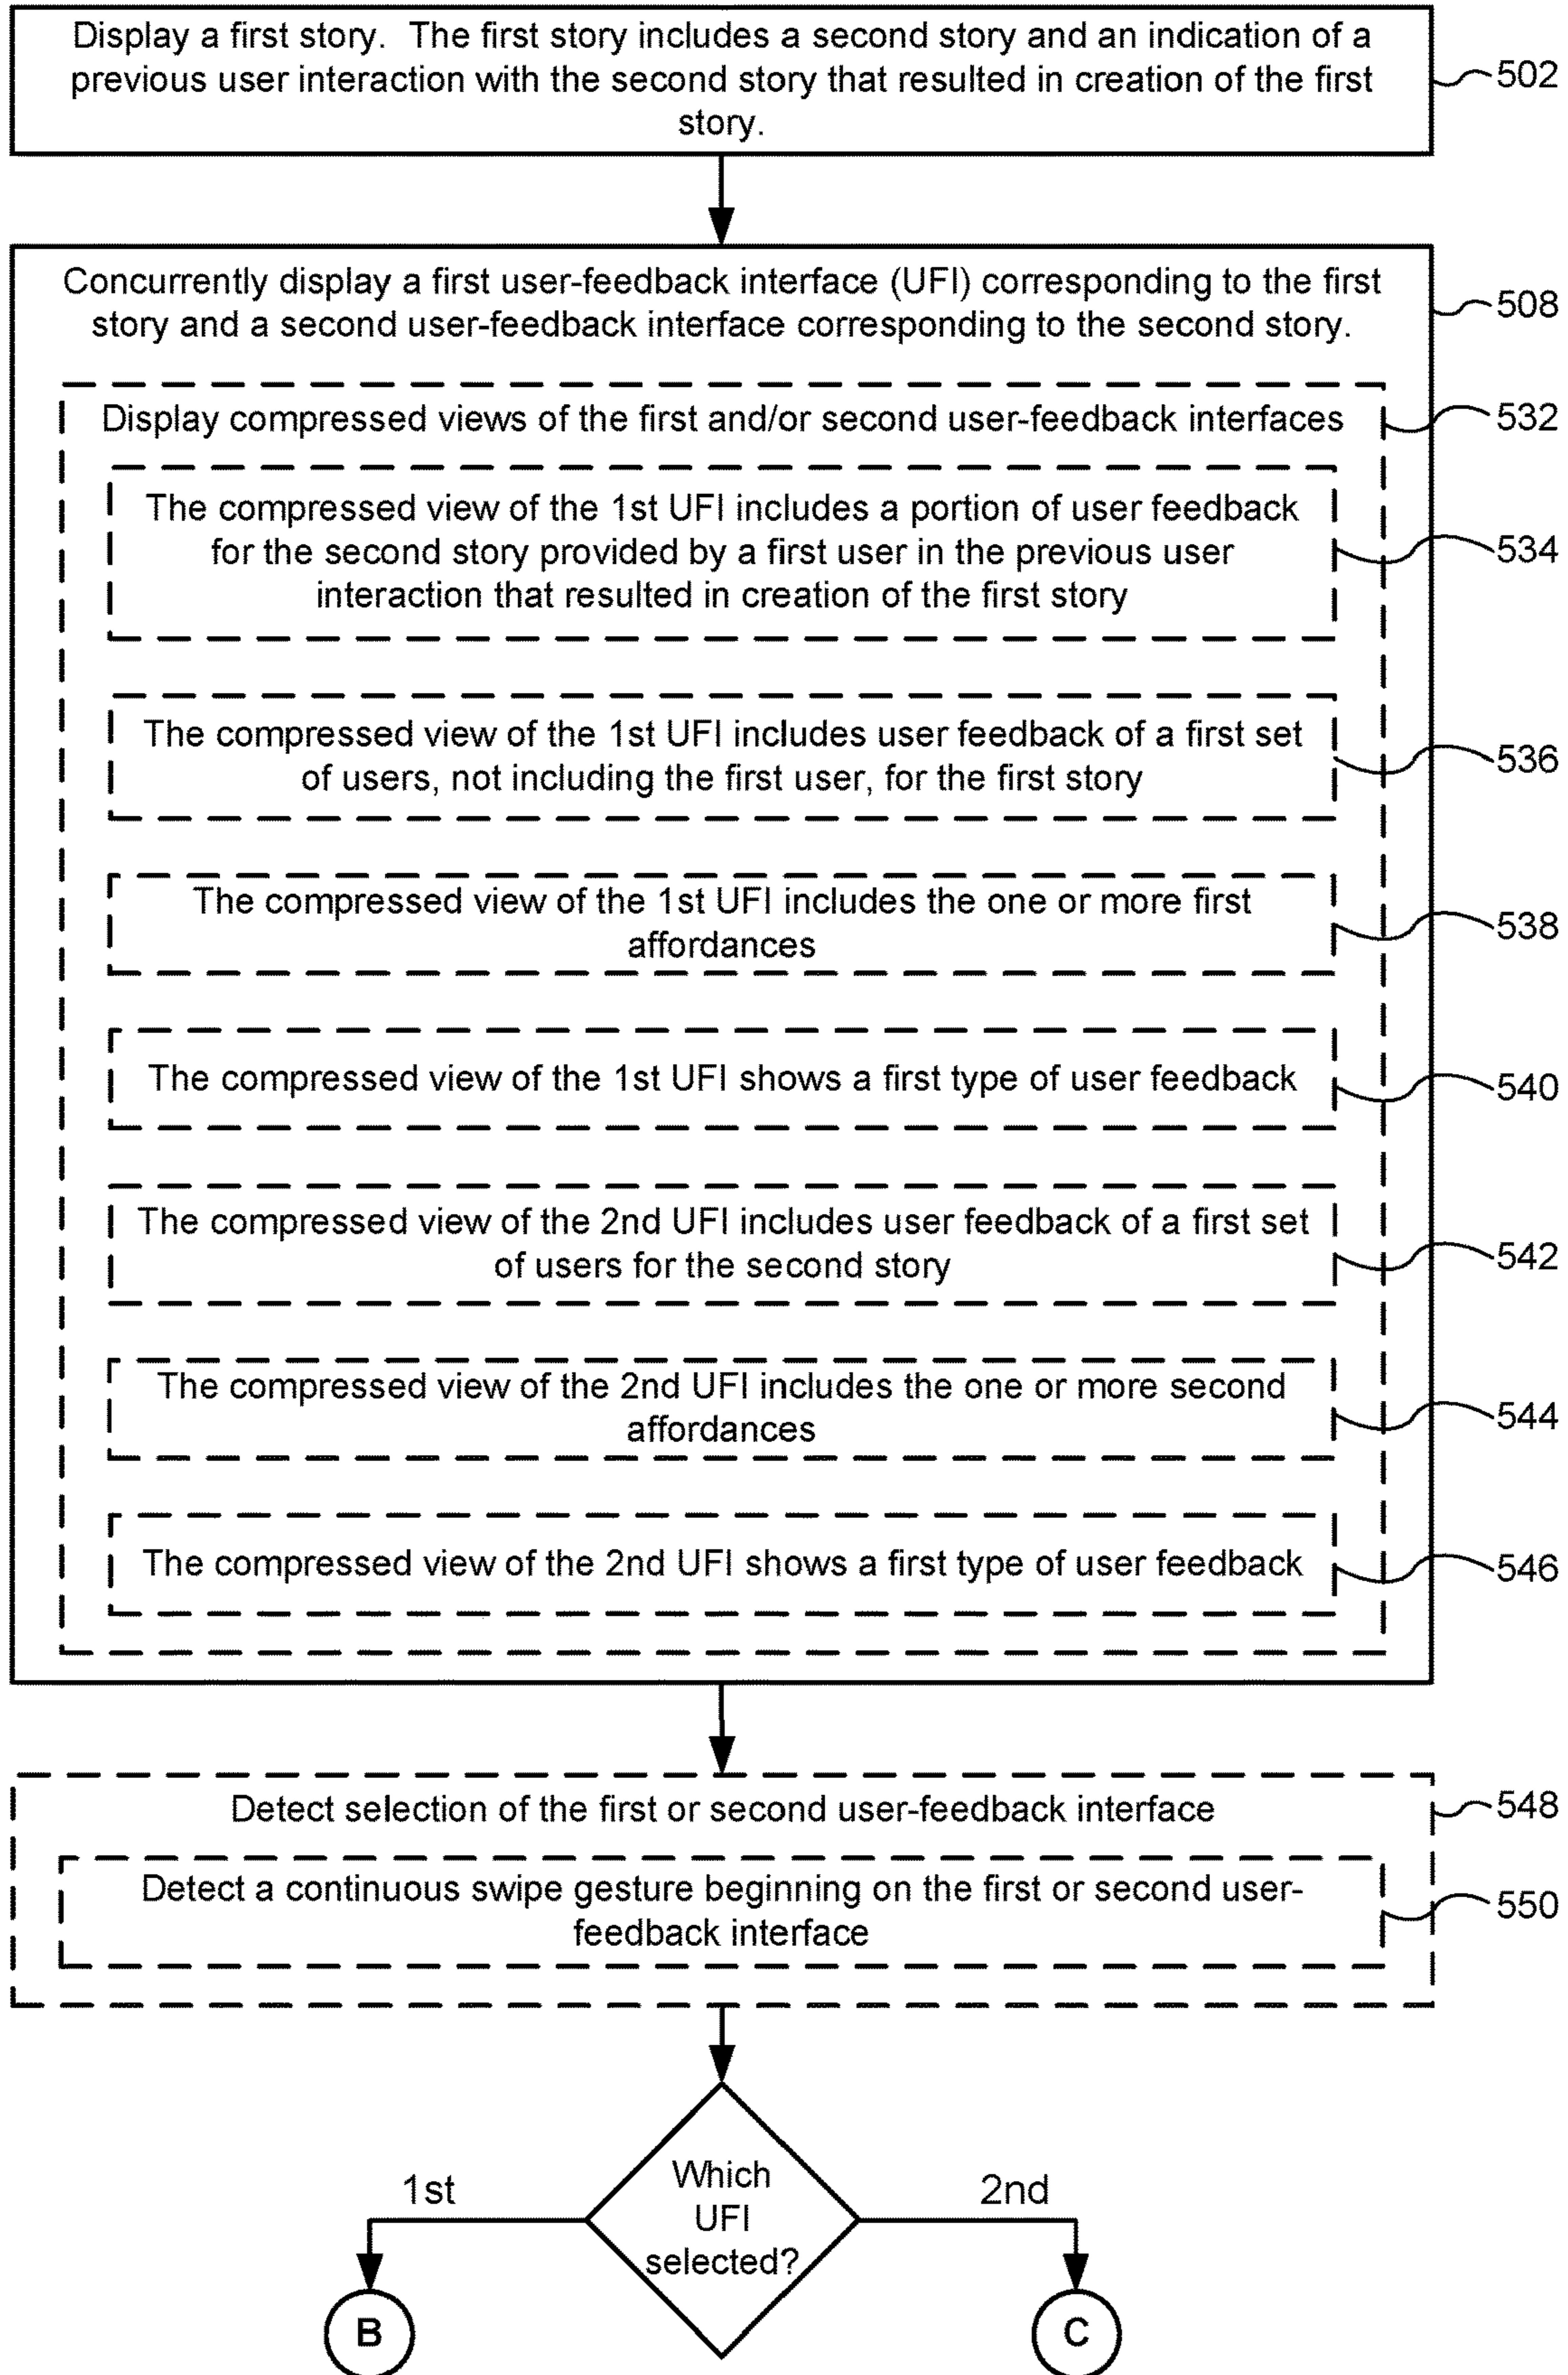 Display a first story.  The first story includes a second story and an indication of a
previous user interaction with the second story that resulted in creation of the first
story.
502
Concurrently display a first user-feedback interface (UFI) corresponding to the first
story and a second user-feedback interface corresponding to the second story.
508
Display compressed views of the first and/or second user-feedback interfaces
532
The compressed view of the 1st UFI includes a portion of user feedback
for the second story provided by a first user in the previous user
interaction that resulted in creation of the first story
534
The compressed view of the 1st UFI includes user feedback of a first set
of users, not including the first user, for the first story
536
The compressed view of the 1st UFI includes the one or more first
affordances
538
The compressed view of the 1st UFI shows a first type of user feedback
540
The compressed view of the 2nd UFI includes user feedback of a first set
of users for the second story
542
The compressed view of the 2nd UFI includes the one or more second
affordances
544
The compressed view of the 2nd UFI shows a first type of user feedback
546
Detect selection of the first or second user-feedback interface
548
Detect a continuous swipe gesture beginning on the first or second user-
feedback interface
550
Which
UFI
selected?
1st
2nd
B
C